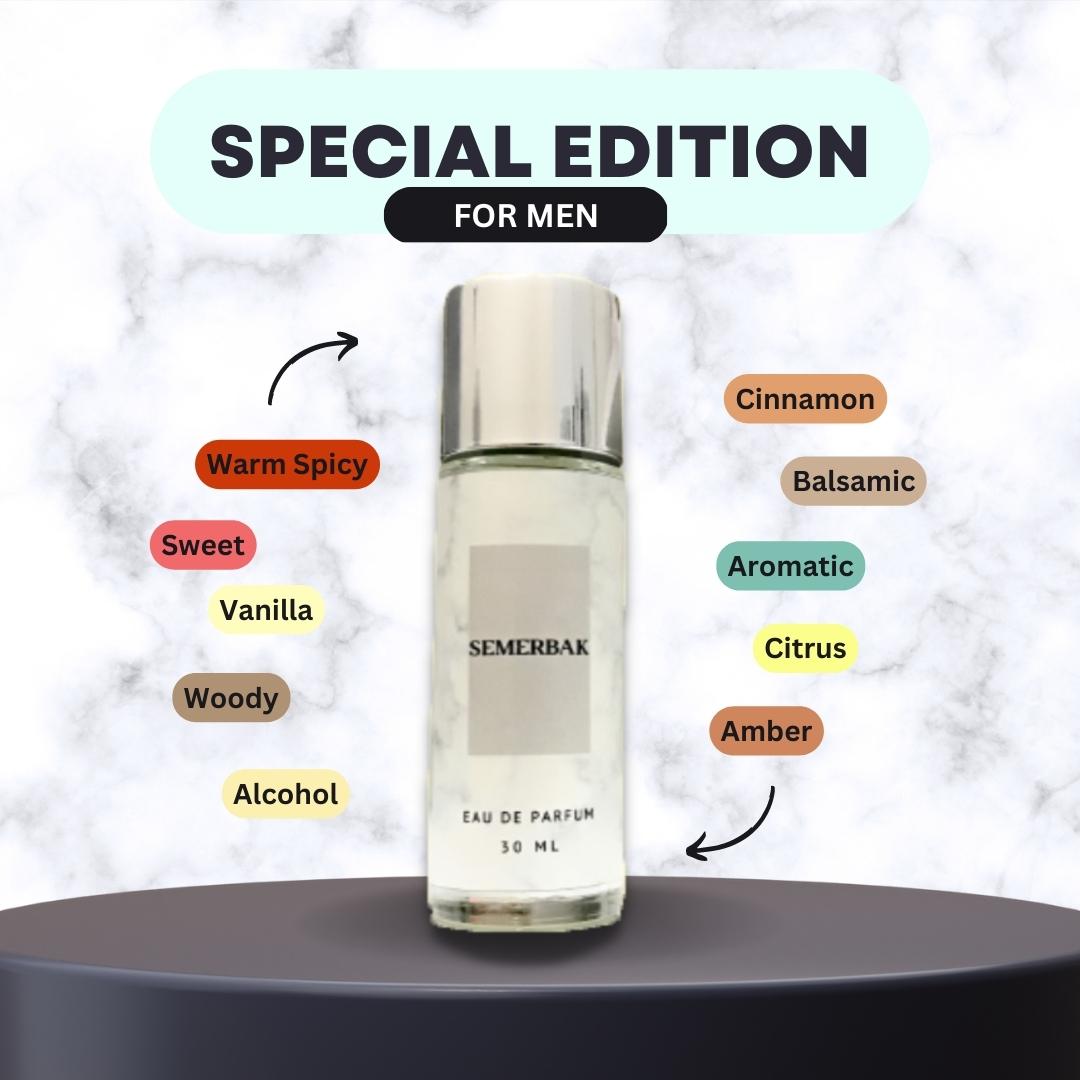 SPECIAL EDITION
FOR MEN
Warm Spicy
Sweet
Vanilla
Woody
Alcohol
SEMERBAK
EAU DE PARFUM
30 ML
Cinnamon
Balsamic
Aromatic
Citrus
Amber